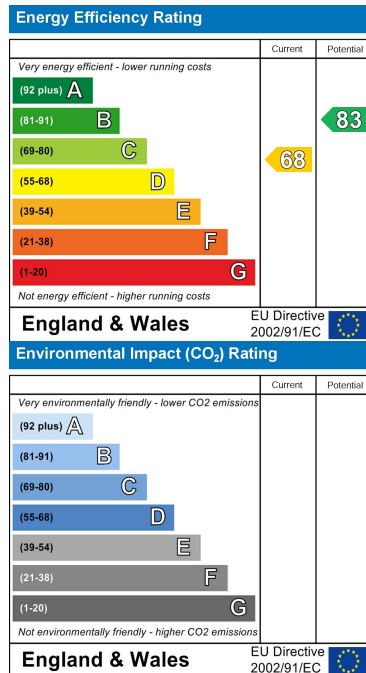 Energy Efficiency Rating
Current Potential
Very energy efficient - lower running costs
(92 plus) A
(81-91) B
83
(69-80) C
68
(55-68) D
(39-54) E
(21-38) F
(1-20) G
Not energy efficient - higher running costs
England & Wales
EU Directive
2002/91/EC
Environmental Impact (CO₂) Rating
Current Potential
Very environmentally friendly - lower CO2 emissions
(92 plus) A
(81-91) B
(69-80) C
(55-68) D
(39-54) E
(21-38) F
(1-20) G
Not environmentally friendly - higher CO2 emissions
England & Wales
EU Directive
2002/91/EC